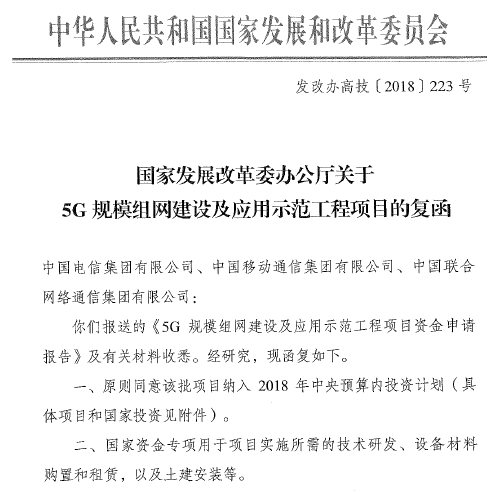 中华人民共和国国家发展和改革委员会
发改办高技〔2018〕223 号
国家发展改革委办公厅关于
5G 规模组网建设及应用示范工程项目的复函
中国电信集团有限公司、中国移动通信集团有限公司、中国联合
网络通信集团有限公司：
你们报送的《5G 规模组网建设及应用示范工程项目资金申请
报告》及有关材料收悉。经研究，现函复如下。
一、原则同意该批项目纳入 2018 年中央预算内投资计划（具
体项目和国家投资见附件）。
二、国家资金专项用于项目实施所需的技术研发、设备材料
购置和租赁，以及土建安装等。